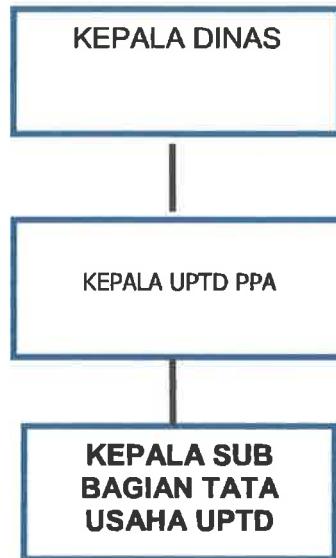 KEPALA DINAS
KEPALA UPTD PPA
KEPALA SUB
BAGIAN TATA
USAHA UPTD